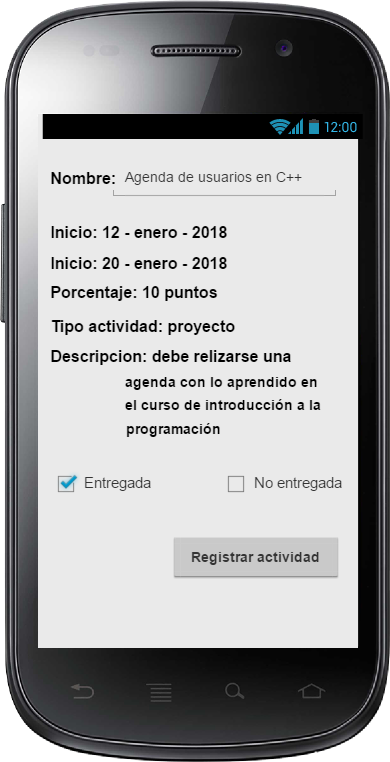 12:00
Nombre: Agenda de usuarios en C++
Inicio: 12 - enero - 2018
Inicio: 20 - enero - 2018
Porcentaje: 10 puntos
Tipo actividad: proyecto
Descripcion: debe relizarse una
agenda con lo aprendido en
el curso de introducción a la
programación
Entregada No entregada
Registrar actividad